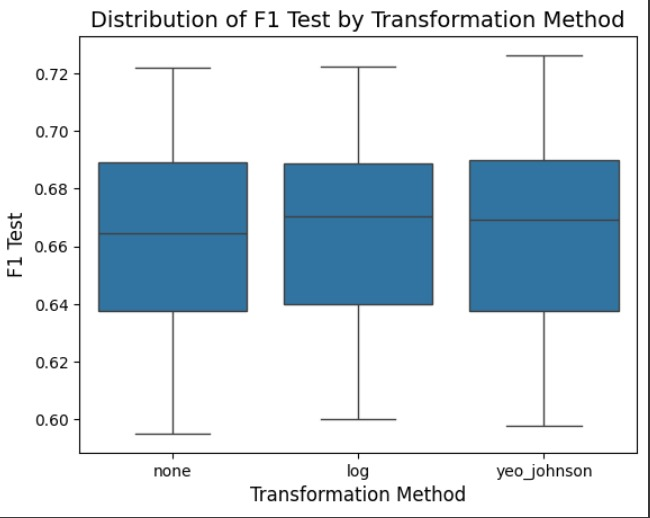 Distribution of F1 Test by Transformation Method
F1 Test
0.72
0.70
0.68
0.66
0.64
0.62
0.60
none log yeo_johnson
Transformation Method